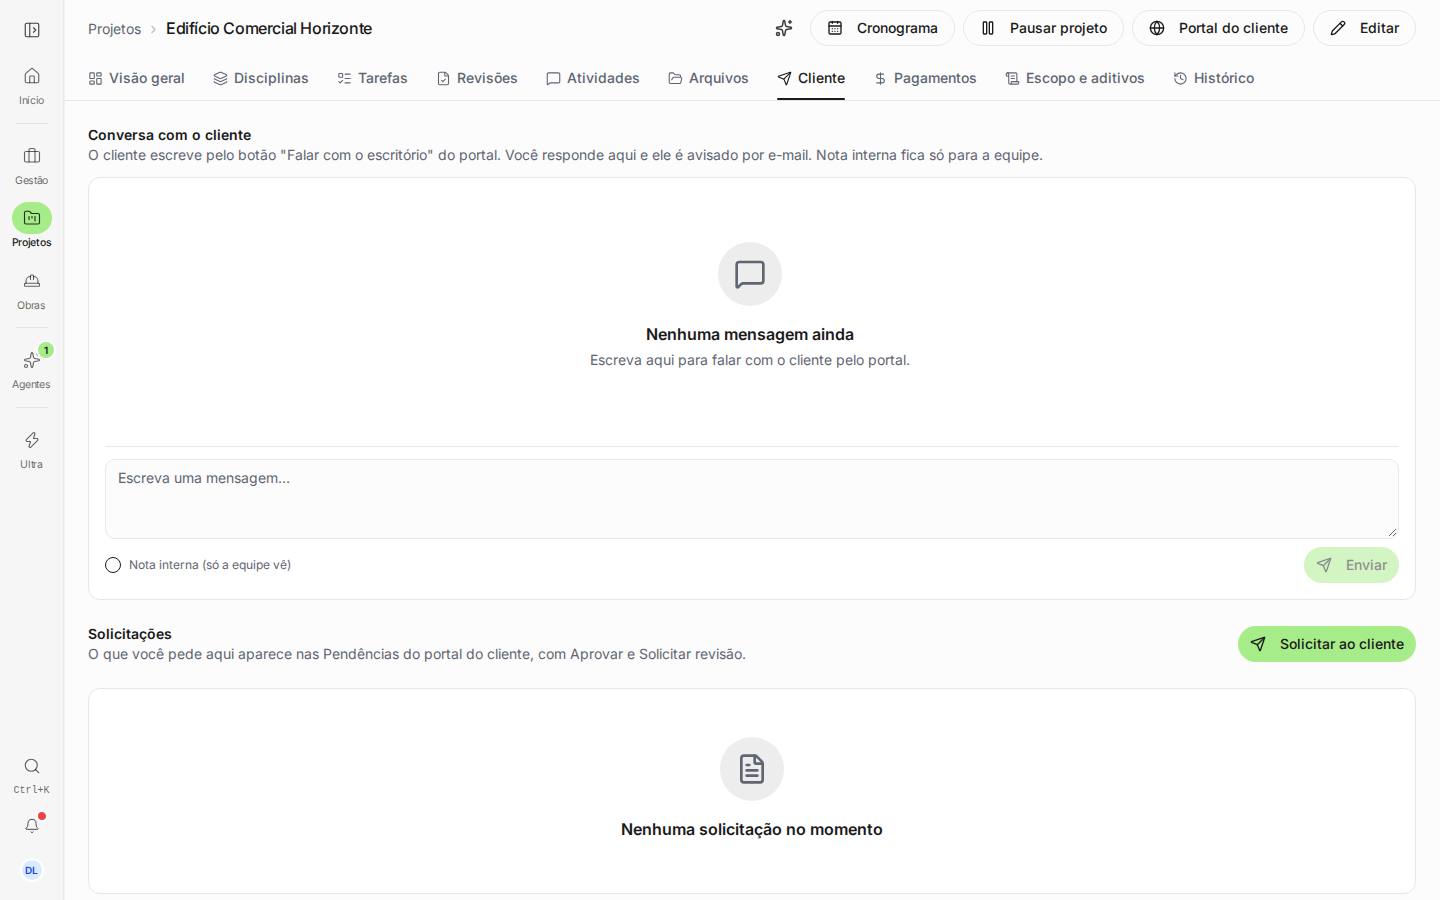 Projetos
Edifício Comercial Horizonte
Cronograma
Pausar projeto
Portal do cliente
Editar
Visão geral
Disciplinas
Tarefas
Revisões
Atividades
Arquivos
Cliente
Pagamentos
Escopo e aditivos
Histórico
Início
Gestão
Projetos
Obras
1
Agentes
Ultra
Ctrl+K
DL
Conversa com o cliente
O cliente escreve pelo botão "Falar com o escritório" do portal. Você responde aqui e ele é avisado por e-mail. Nota interna fica só para a equipe.
Nenhuma mensagem ainda
Escreva aqui para falar com o cliente pelo portal.
Escreva uma mensagem...
Nota interna (só a equipe vê)
Enviar
Solicitações
O que você pede aqui aparece nas Pendências do portal do cliente, com Aprovar e Solicitar revisão.
Solicitar ao cliente
Nenhuma solicitação no momento